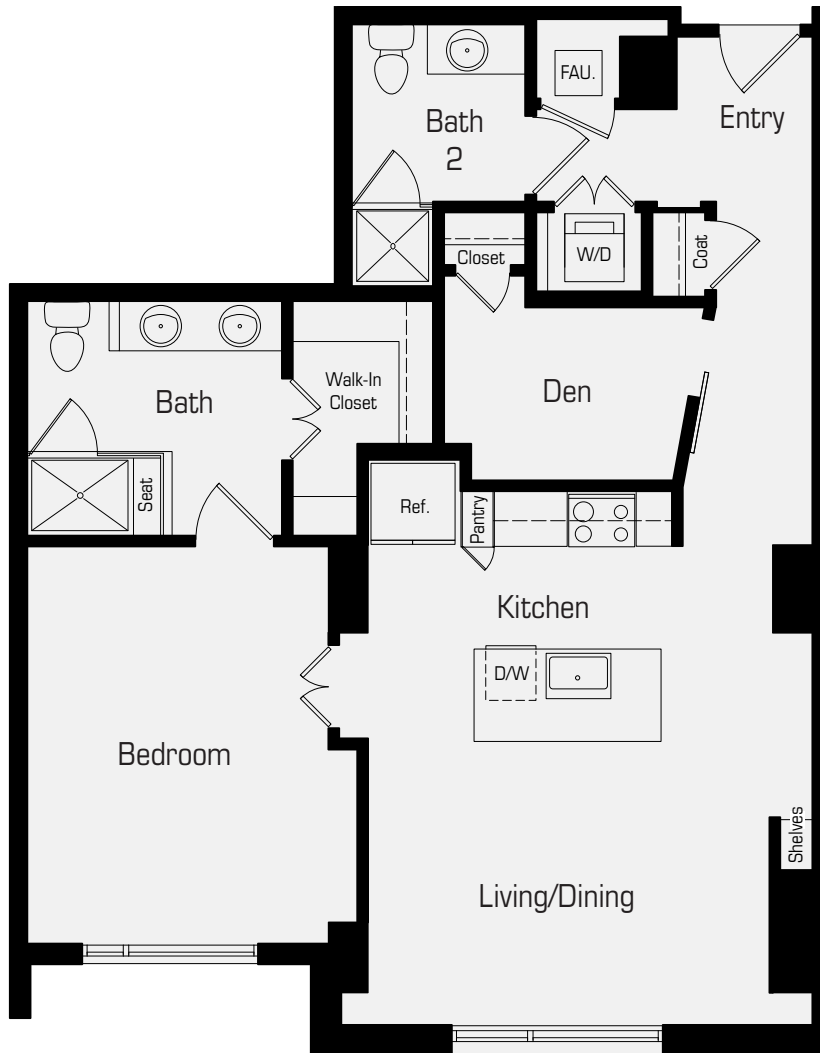 FAU.
Entry
Bath
2
Closet
W/D
Coat
Walk-In
Closet
Bath
Den
Seat
Ref.
Pantry
Kitchen
D/W
Bedroom
Shelves
Living/Dining